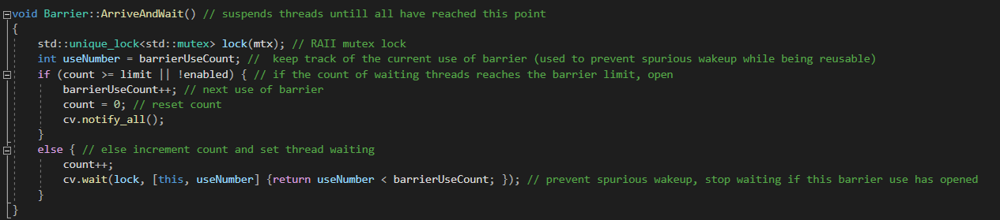 void Barrier::ArriveAndWait() // suspends threads untill all have reached this point
{
    std::unique_lock<std::mutex> lock(mtx); // RAII mutex lock
    int useNumber = barrierUseCount; //  keep track of the current use of barrier (used to prevent spurious wakeup while being reusable)
    if (count >= limit || !enabled) { // if the count of waiting threads reaches the barrier limit, open
        barrierUseCount++; // next use of barrier
        count = 0; // reset count
        cv.notify_all();
    }
    else { // else increment count and set thread waiting
        count++;
        cv.wait(lock, [this, useNumber] {return useNumber < barrierUseCount; }); // prevent spurious wakeup, stop waiting if this barrier use has opened
    }
}